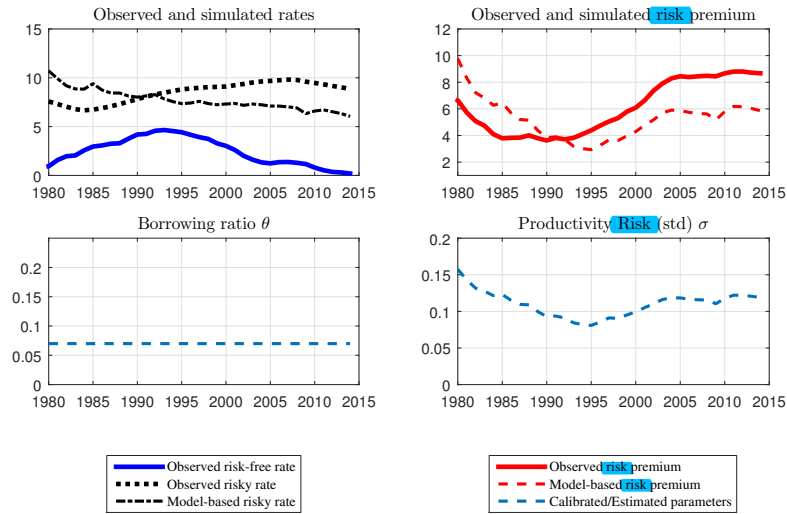 Observed and simulated rates
15
10
5
0
1980 1985 1990 1995 2000 2005 2010 2015
Observed and simulated risk premium
12
10
8
6
4
2
1980 1985 1990 1995 2000 2005 2010 2015
Borrowing ratio θ
0.2
0.15
0.1
0.05
0
1980 1985 1990 1995 2000 2005 2010 2015
Productivity Risk (std) σ
0.2
0.15
0.1
0.05
0
1980 1985 1990 1995 2000 2005 2010 2015
Observed risk-free rate
Observed risky rate
Model-based risky rate
Observed risk premium
Model-based risk premium
Calibrated/Estimated parameters